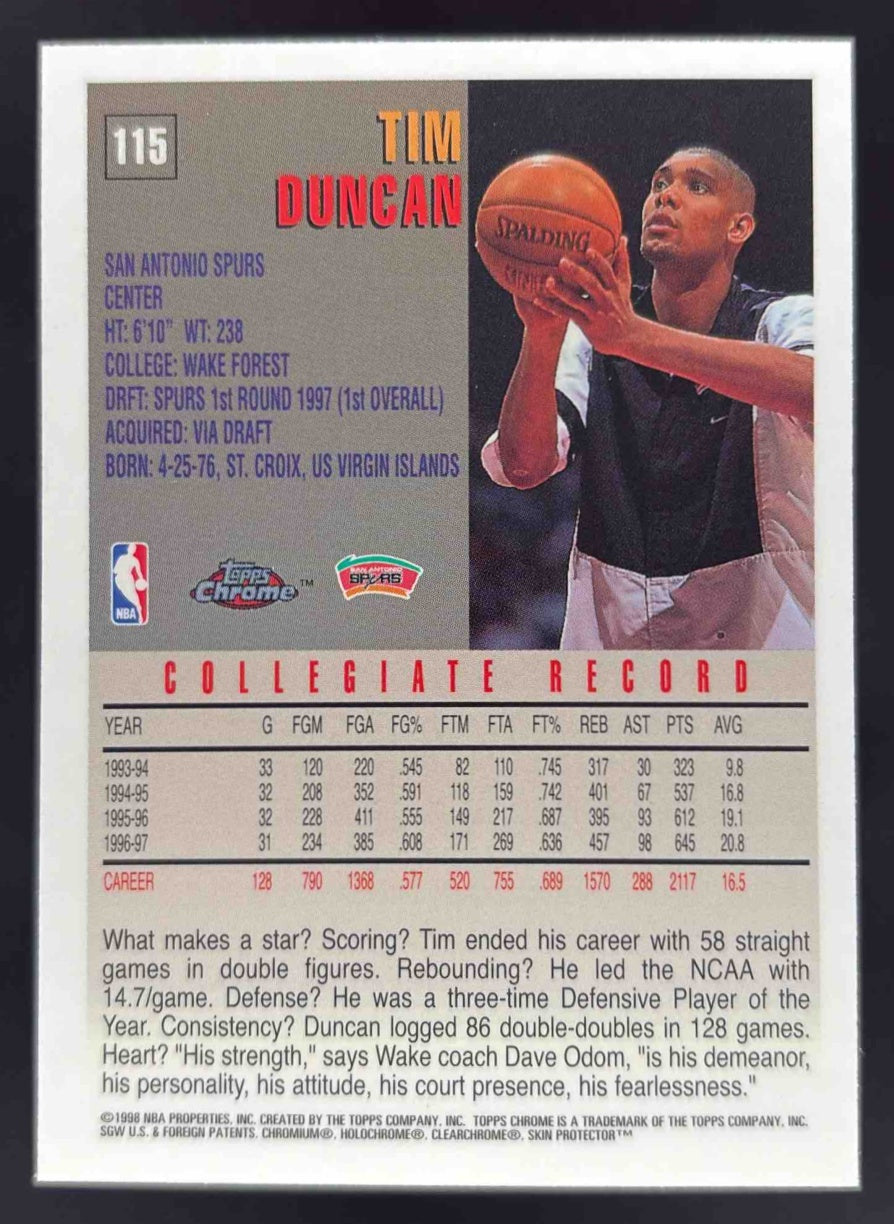 115
TIM
DUNCAN
SPALDING
SAN ANTONIO SPURS
CENTER
HT: 6'10" WT: 238
COLLEGE: WAKE FOREST
DRFT: SPURS 1st ROUND 1997 (1st OVERALL)
ACQUIRED: VIA DRAFT
BORN: 4-25-76, ST. CROIX, US VIRGIN ISLANDS
NBA
Topps
Chrome™
SAN ANTONIO
SPURS
COLLEGIATE RECORD
YEAR G FGM FGA FG% FTM FTA FT% REB AST PTS AVG
1993-94 33 120 220 .545 82 110 .745 317 30 323 9.8
1994-95 32 208 352 .591 118 159 .742 401 67 537 16.8
1995-96 32 228 411 .555 149 217 .687 395 93 612 19.1
1996-97 31 234 385 .608 171 269 .636 457 98 645 20.8
CAREER 128 790 1368 .577 520 755 .689 1570 288 2117 16.5
What makes a star? Scoring? Tim ended his career with 58 straight
games in double figures. Rebounding? He led the NCAA with
14.7/game. Defense? He was a three-time Defensive Player of the
Year. Consistency? Duncan logged 86 double-doubles in 128 games.
Heart? "His strength," says Wake coach Dave Odom, "is his demeanor,
his personality, his attitude, his court presence, his fearlessness."
©1998 NBA PROPERTIES, INC. CREATED BY THE TOPPS COMPANY, INC. TOPPS CHROME IS A TRADEMARK OF THE TOPPS COMPANY, INC.
SGW U.S. & FOREIGN PATENTS. CHROMIUM®, HOLOCHROME®, CLEARCHROME®, SKIN PROTECTOR™